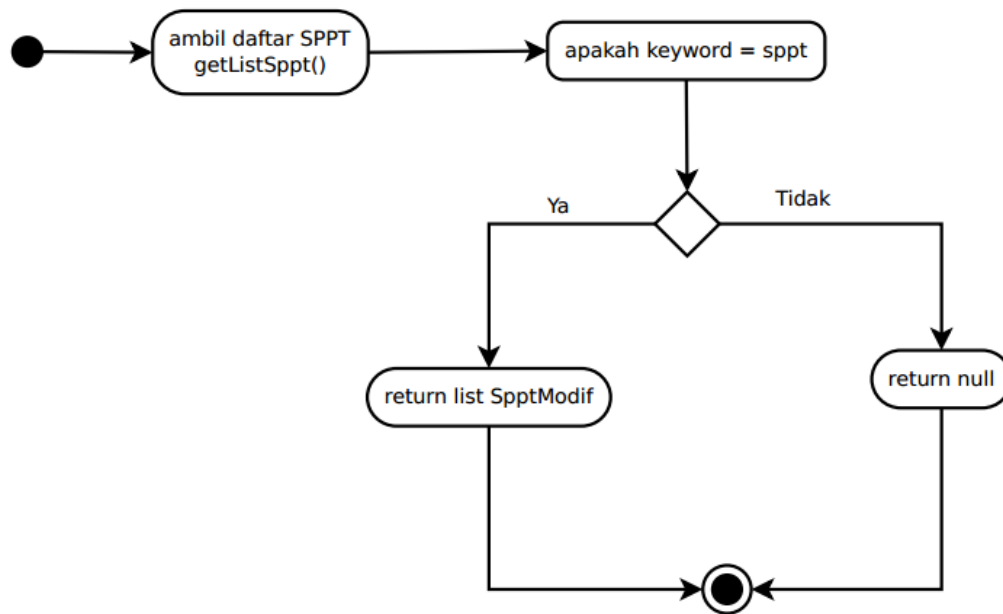 ambil daftar SPPT
getListSppt()
apakah keyword = sppt
Ya
Tidak
return list SpptModif
return null